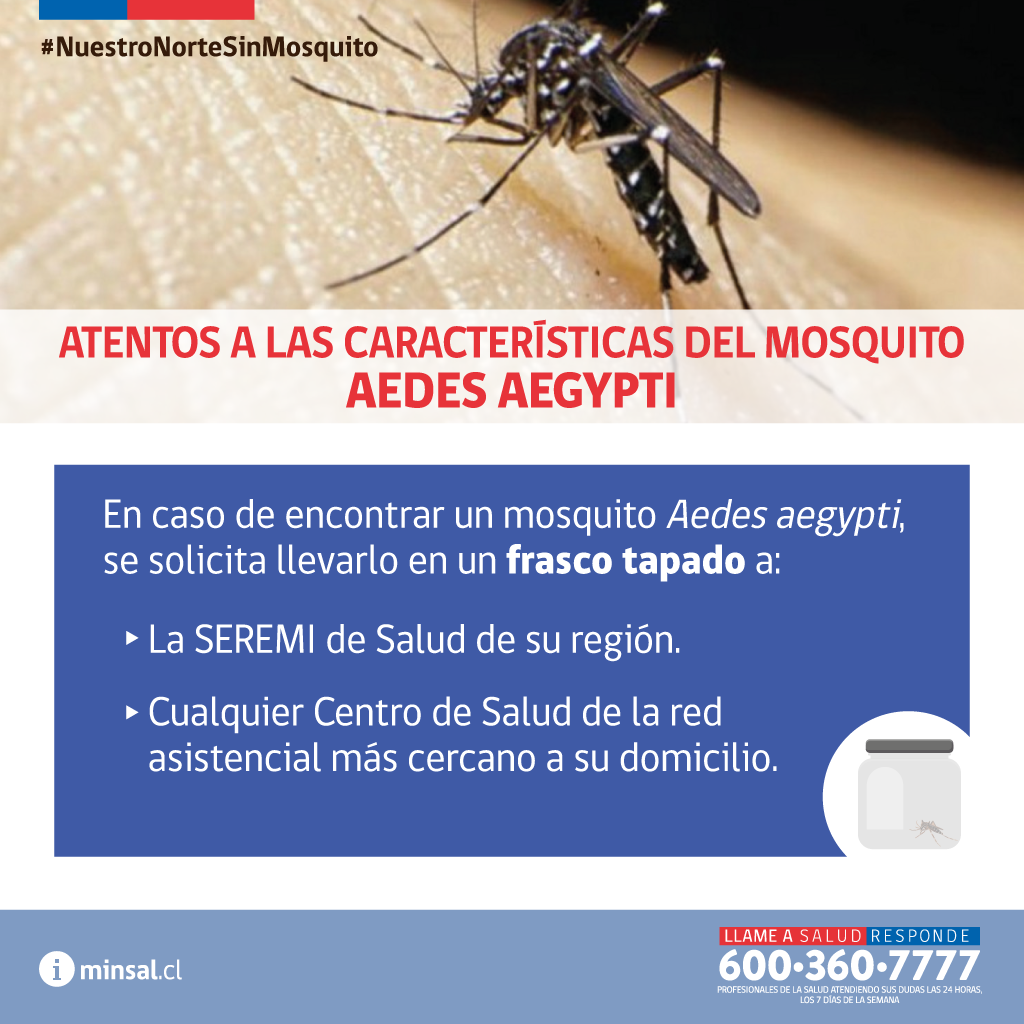 #NuestroNorteSinMosquito
ATENTOS A LAS CARACTERÍSTICAS DEL MOSQUITO
AEDES AEGYPTI
En caso de encontrar un mosquito Aedes aegypti,
se solicita llevarlo en un frasco tapado a:
▸ La SEREMI de Salud de su región.
▸ Cualquier Centro de Salud de la red
asistencial más cercano a su domicilio.
i minsal.cl
LLAME A SALUD RESPONDE
600·360·7777
PROFESIONALES DE LA SALUD ATENDIENDO SUS DUDAS LAS 24 HORAS,
LOS 7 DÍAS DE LA SEMANA